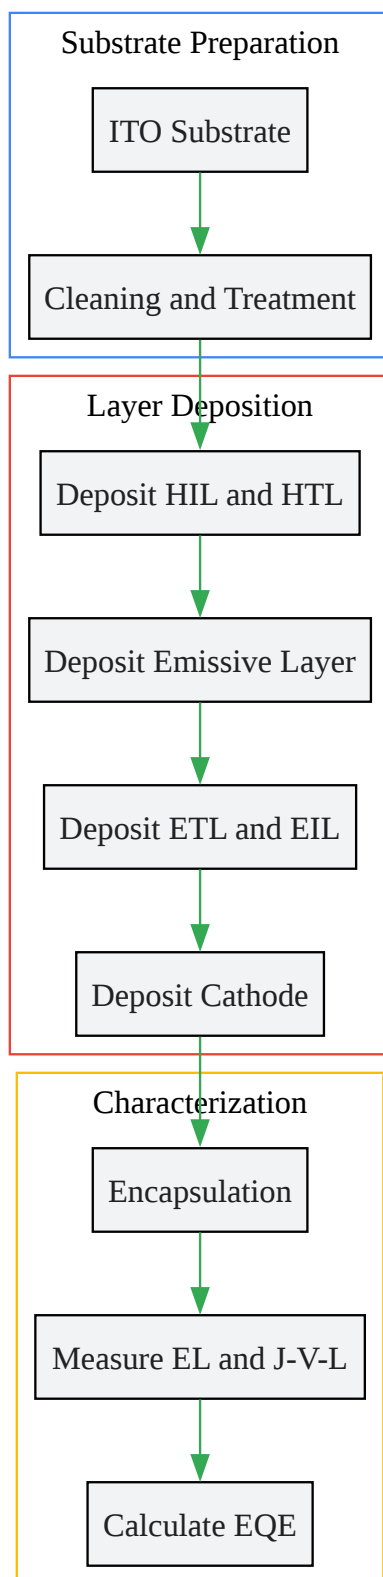 Substrate Preparation
ITO Substrate
Cleaning and Treatment
Layer Deposition
Deposit HIL and HTL
Deposit Emissive Layer
Deposit ETL and EIL
Deposit Cathode
Characterization
Encapsulation
Measure EL and J-V-L
Calculate EQE